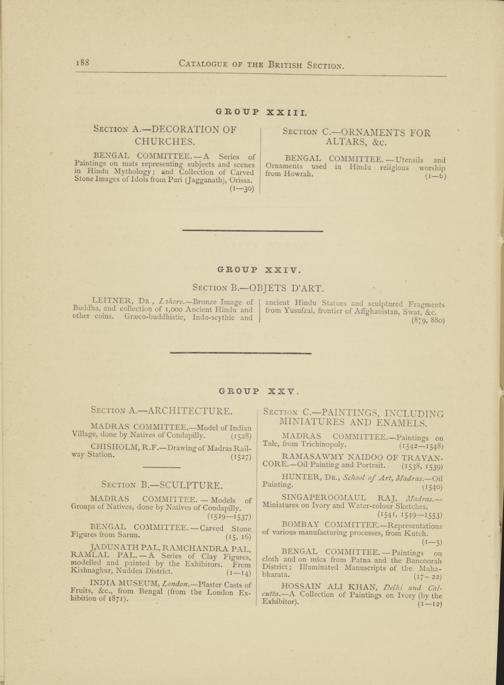 188
CATALOGUE OF THE BRITISH SECTION.
GROUP XXIII.
SECTION A.—DECORATION OF
CHURCHES.
BENGAL COMMITTEE.—A Series of
Paintings on mats representing subjects and scenes
in Hindu Mythology; and Collection of Carved
Stone Images of Idols from Puri (Jagganath), Orissa.
(1—30)
SECTION C.—ORNAMENTS FOR
ALTARS, &c.
BENGAL COMMITTEE.—Utensils and
Ornaments used in Hindu religious worship
from Howrah.
(1—6)
GROUP XXIV.
SECTION B.—OBJETS D'ART.
LEITNER, DR., Lahore.—Bronze Image of
Buddha, and collection of 1,000 Ancient Hindu and
other coins. Græco-buddhistic, Indo-scythic and
ancient Hindu Statues and sculptured Fragments
from Yusufzai, frontier of Affghanistan, Swat, &c.
(879, 880)
GROUP XXV.
SECTION A.—ARCHITECTURE.
MADRAS COMMITTEE.—Model of Indian
Village, done by Natives of Condapilly. (1528)
CHISHOLM, R.F.—Drawing of Madras Rail-
way Station. (1527)
SECTION B.—SCULPTURE.
MADRAS COMMITTEE.—Models of
Groups of Natives, done by Natives of Condapilly.
(1529—1537)
BENGAL COMMITTEE.—Carved Stone
Figures from Sarun. (15, 16)
JADUNATH PAL, RAMCHANDRA PAL,
RAMLAL PAL.—A Series of Clay Figures,
modelled and painted by the Exhibitors. From
Kishnaghur, Nuddea District. (1—14)
INDIA MUSEUM, London.—Plaster Casts of
Fruits, &c., from Bengal (from the London Ex-
hibition of 1871).
SECTION C.—PAINTINGS, INCLUDING
MINIATURES AND ENAMELS.
MADRAS COMMITTEE.—Paintings on
Talc, from Trichinopoly. (1542—1548)
RAMASAWMY NAIDOO OF TRAVAN-
CORE.—Oil Painting and Portrait. (1538, 1539)
HUNTER, DR., School of Art, Madras.—Oil
Painting. (1540)
SINGAPEROOMAUL RAJ, Madras.—
Miniatures on Ivory and Water-colour Sketches.
(1541, 1549—1553)
BOMBAY COMMITTEE.—Representations
of various manufacturing processes, from Kutch.
(1—5)
BENGAL COMMITTEE.—Paintings on
cloth and on mica from Patna and the Bancoorah
District; Illuminated Manuscripts of the Maha-
bharata. (17—22)
HOSSAIN ALI KHAN, Delhi and Cal-
cutta.—A Collection of Paintings on Ivory (by the
Exhibitor). (1—12)